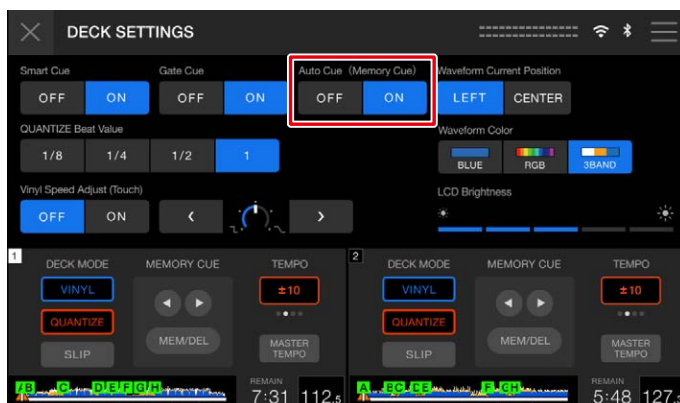 DECK SETTINGS
Smart Cue
Gate Cue
Auto Cue (Memory Cue)
Waveform Current Position
OFF ON
OFF ON
OFF ON
LEFT CENTER
QUANTIZE Beat Value
Waveform Color
1/8 1/4 1/2 1
BLUE RGB 3BAND
Vinyl Speed Adjust (Touch)
LCD Brightness
OFF ON
1
DECK MODE MEMORY CUE TEMPO
VINYL ±10
QUANTIZE
MEM/DEL
MASTER
TEMPO
SLIP
A B C D E F G H
REMAIN
7:31 112.5
2
DECK MODE MEMORY CUE TEMPO
VINYL ±10
QUANTIZE
MEM/DEL
MASTER
TEMPO
SLIP
REMAIN
5:48 127.